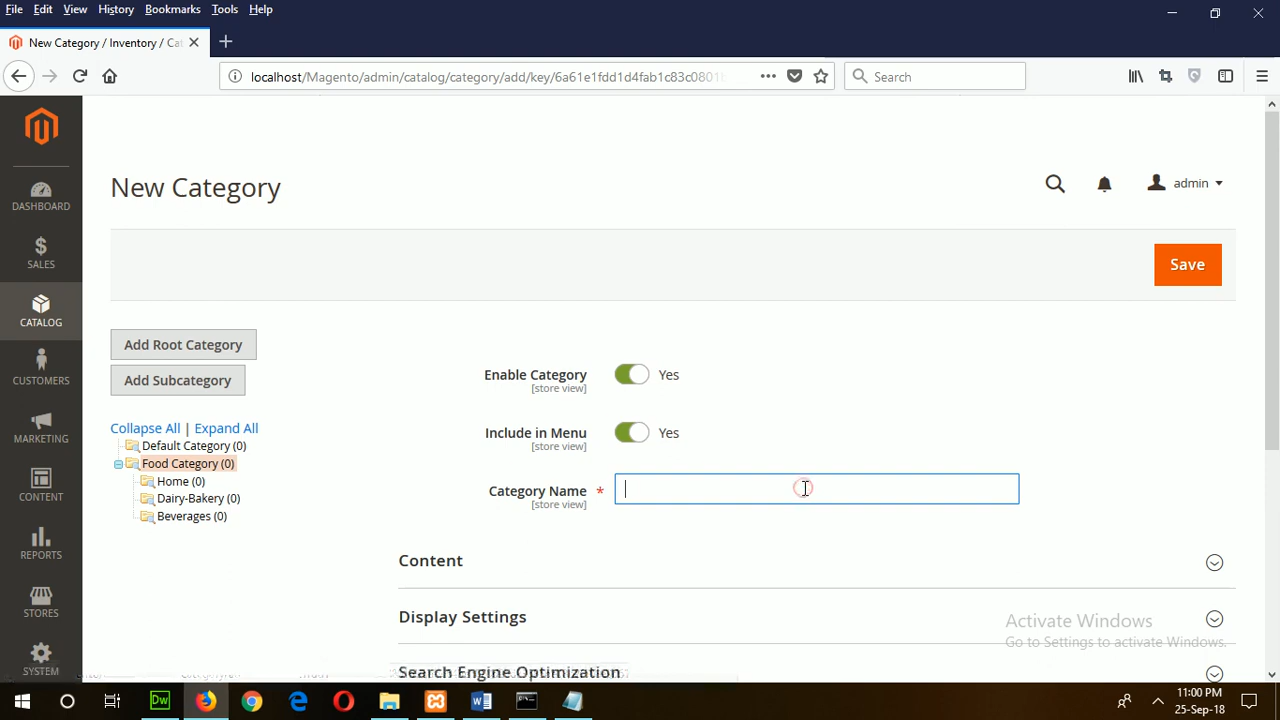 File Edit View History Bookmarks Tools Help
New Category / Inventory / Cat
localhost/Magento/admin/catalog/category/add/key/6a61e1fdd1d4fab1c83c0801b
Search
New Category
admin
Save
DASHBOARD
SALES
CATALOG
CUSTOMERS
MARKETING
CONTENT
REPORTS
STORES
SYSTEM
Add Root Category
Add Subcategory
Collapse All | Expand All
Default Category (0)
Food Category (0)
Home (0)
Dairy-Bakery (0)
Beverages (0)
Enable Category
[store view]
Yes
Include in Menu
[store view]
Yes
Category Name *
[store view]
Content
Display Settings
Search Engine Optimization
Activate Windows
Go to Settings to activate Windows.
Dw
11:00 PM
25-Sep-18